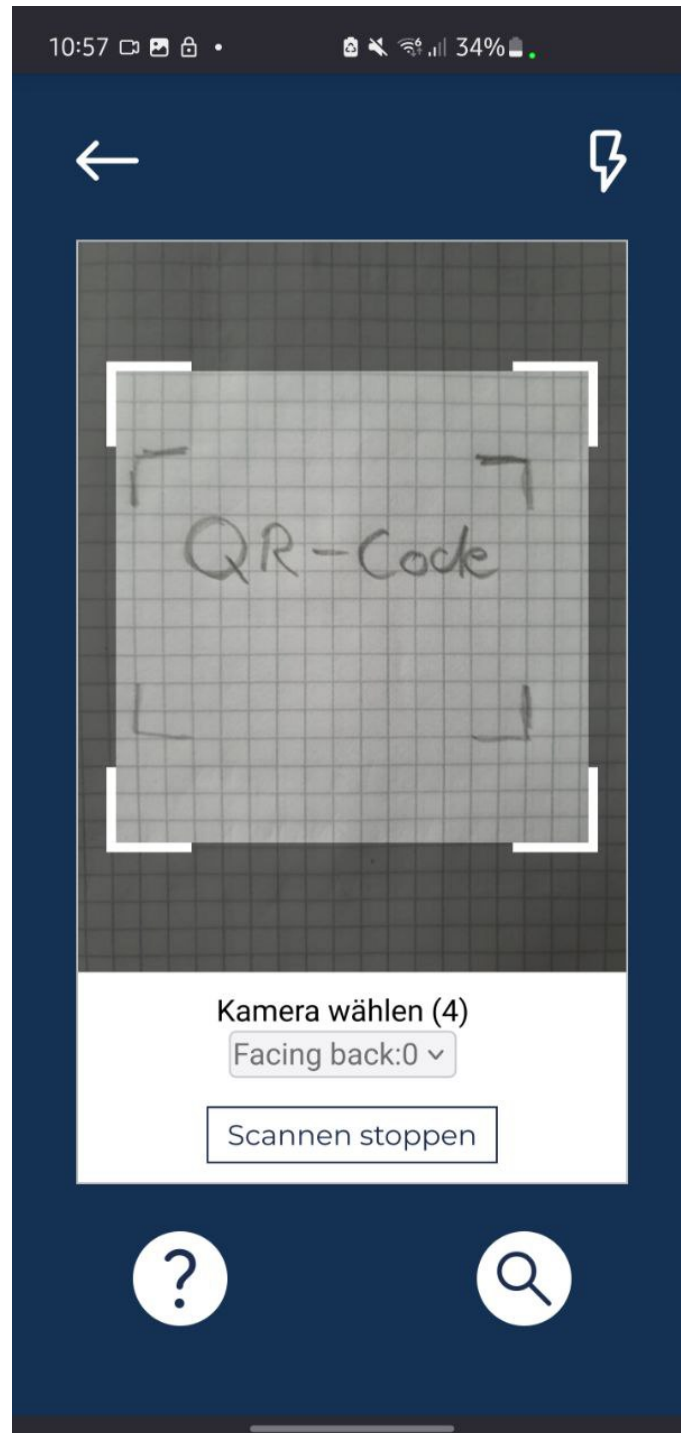 10:57
34%
QR-Code
Kamera wählen (4)
Facing back:0
Scannen stoppen
?